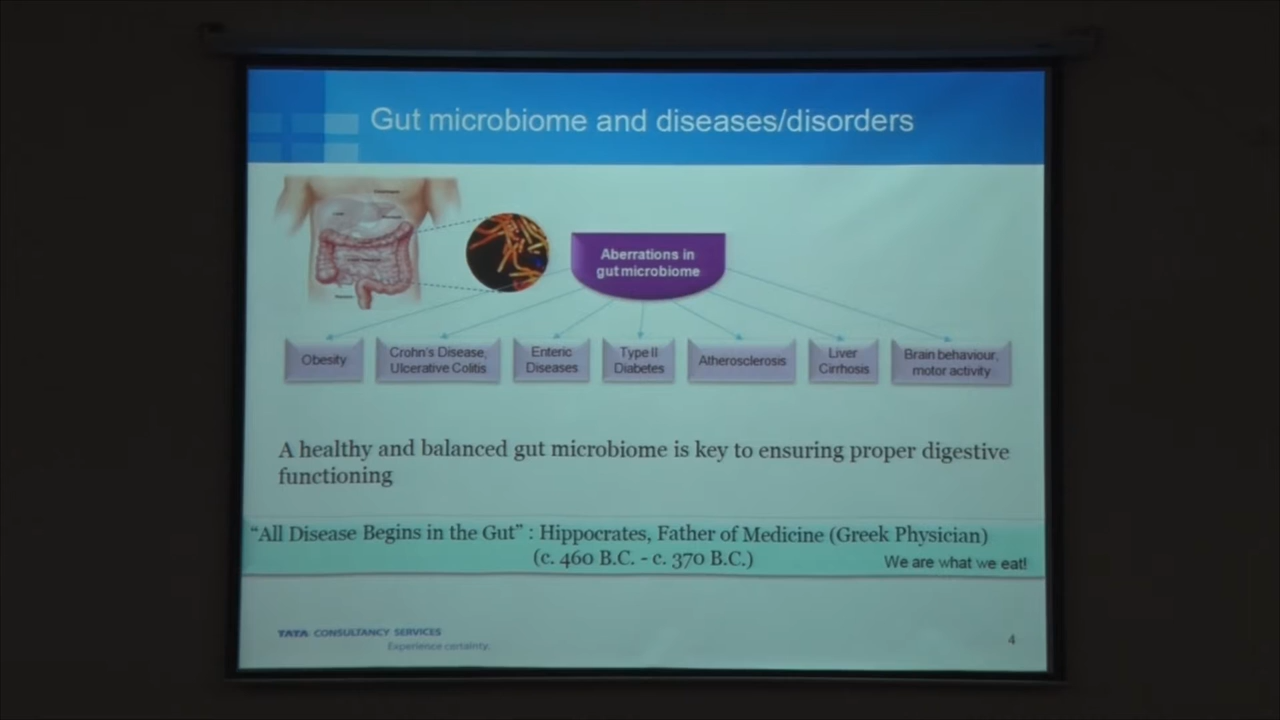 Gut microbiome and diseases/disorders
Aberrations in
gut microbiome
Obesity
Crohn's Disease,
Ulcerative Colitis
Enteric
Diseases
Type II
Diabetes
Atherosclerosis
Liver
Cirrhosis
Brain behaviour,
motor activity
A healthy and balanced gut microbiome is key to ensuring proper digestive
functioning
“All Disease Begins in the Gut” : Hippocrates, Father of Medicine (Greek Physician)
(c. 460 B.C. - c. 370 B.C.)
We are what we eat!
TATA CONSULTANCY SERVICES
Experience certainty.
4